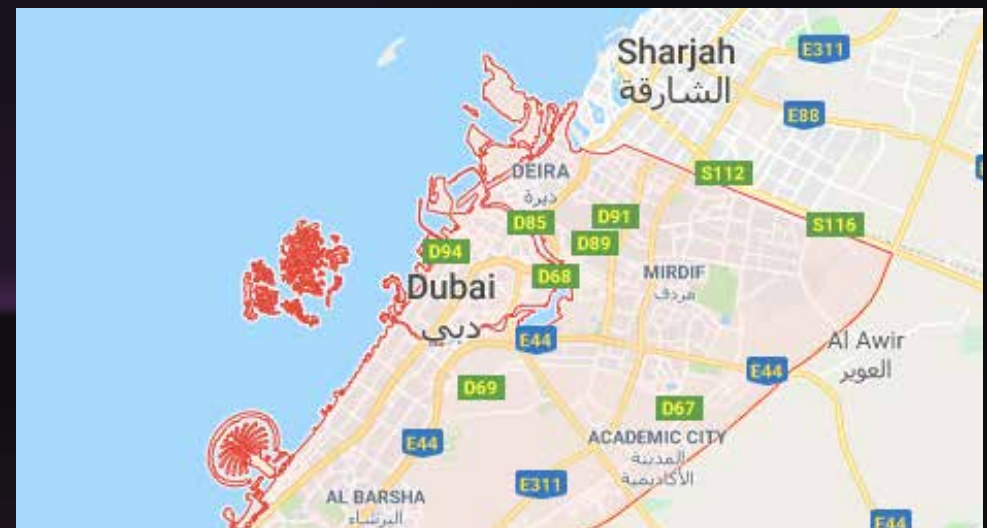 Sharjah
الشارقة
E311
E88
S112
DEIRA
ديرة
D85
D91
D89
S116
D94
D68
MIRDIF
مردف
Dubai
دبي
E44
Al Awir
العوير
E44
D69
D67
E44
ACADEMIC CITY
المدينة
الأكاديمية
E311
AL BARSHA
البرشاء
E44